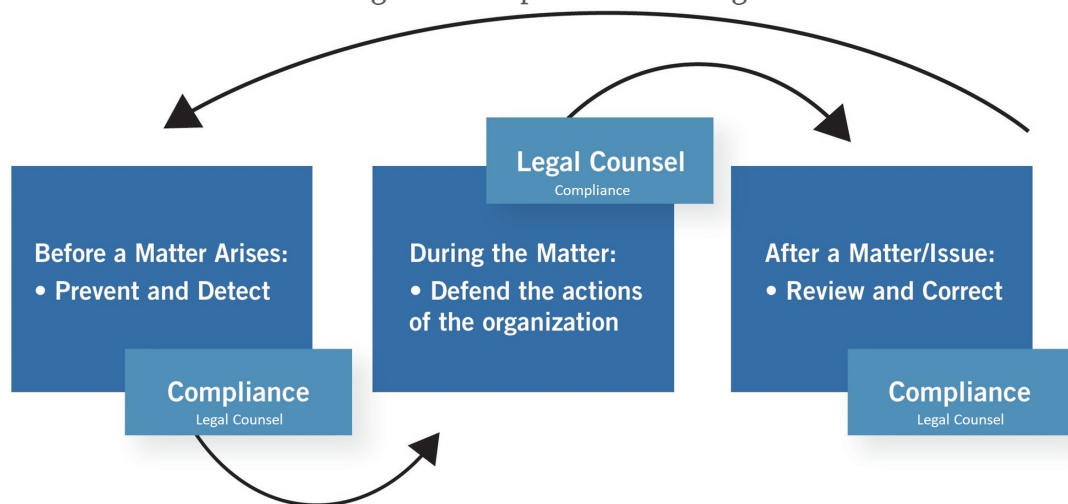 Before a Matter Arises:
• Prevent and Detect
Compliance
Legal Counsel
Legal Counsel
Compliance
During the Matter:
• Defend the actions
of the organization
After a Matter/Issue:
• Review and Correct
Compliance
Legal Counsel